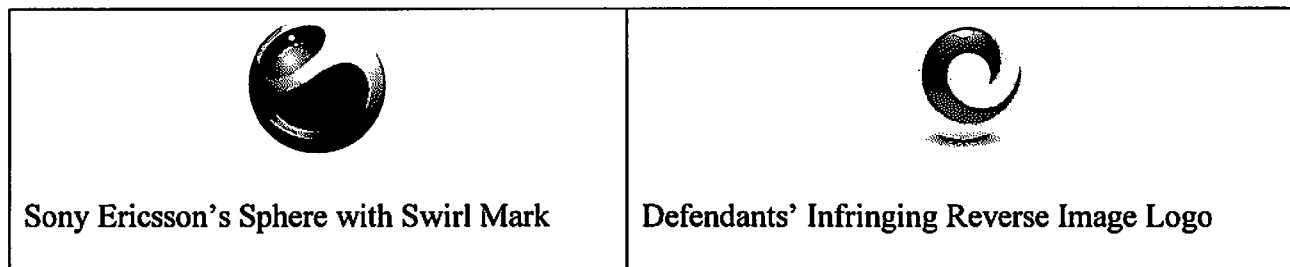 Sony Ericsson’s Sphere with Swirl Mark
Defendants’ Infringing Reverse Image Logo